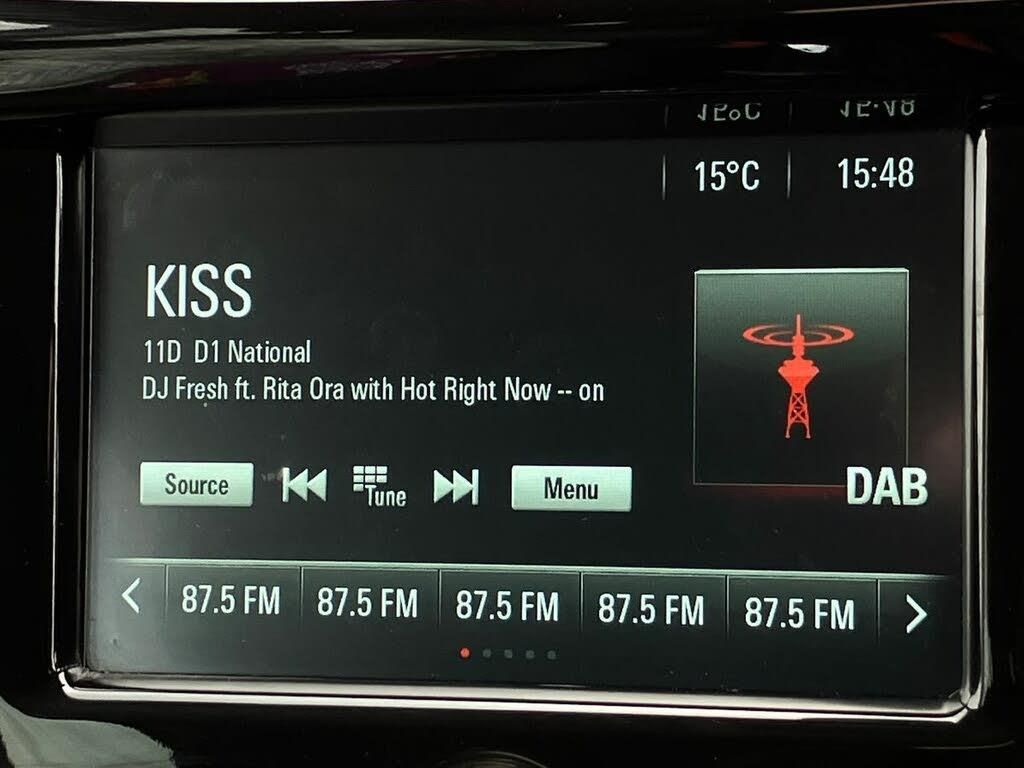 15°C 15:48
KISS
11D D1 National
DJ Fresh ft. Rita Ora with Hot Right Now -- on
Source Tune Menu
DAB
87.5 FM 87.5 FM 87.5 FM 87.5 FM 87.5 FM